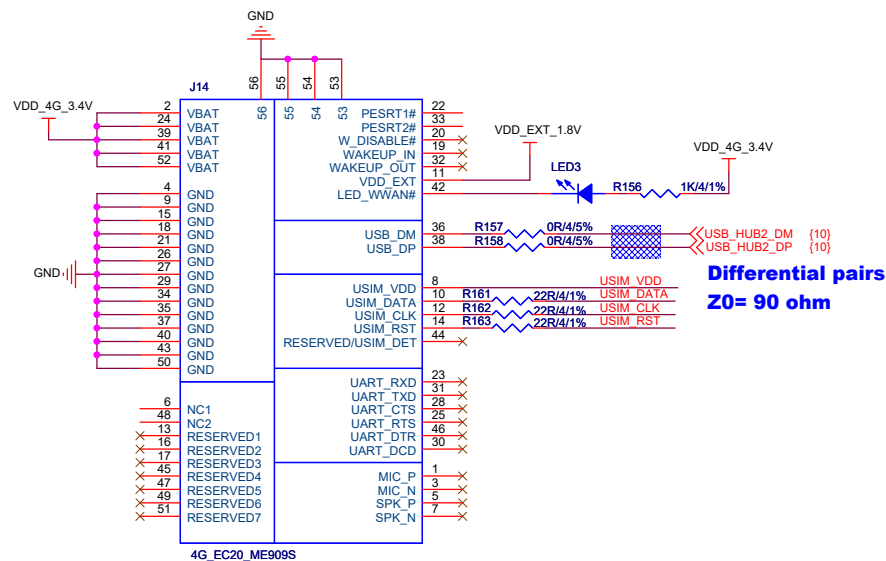 GND
56
55
54
53
J14
56
55
54
53
VDD_4G_3.4V
2
VBAT
24
VBAT
39
VBAT
41
VBAT
52
VBAT
4
GND
9
GND
15
GND
18
GND
21
GND
26
GND
27
GND
GND
29
GND
34
GND
35
GND
37
GND
40
GND
43
GND
50
GND
6
NC1
48
NC2
13
RESERVED1
16
RESERVED2
17
RESERVED3
45
RESERVED4
47
RESERVED5
49
RESERVED6
51
RESERVED7
PESRT1# 22
PESRT2# 33
W_DISABLE# 20
WAKEUP_IN 19
WAKEUP_OUT 32
VDD_EXT 11
LED_WWAN# 42
VDD_EXT_1.8V
VDD_4G_3.4V
LED3
R156 1K/4/1%
USB_DM 36 R157 0R/4/5% USB_HUB2_DM {10}
USB_DP 38 R158 0R/4/5% USB_HUB2_DP {10}
Differential pairs
Z0= 90 ohm
USIM_VDD 8 USIM_VDD
USIM_DATA 10 R161 22R/4/1% USIM_DATA
USIM_CLK 12 R162 22R/4/1% USIM_CLK
USIM_RST 14 R163 22R/4/1% USIM_RST
RESERVED/USIM_DET 44
UART_RXD 23
UART_TXD 31
UART_CTS 28
UART_RTS 25
UART_DTR 46
UART_DCD 30
MIC_P 1
MIC_N 3
SPK_P 5
SPK_N 7
4G_EC20_ME909S